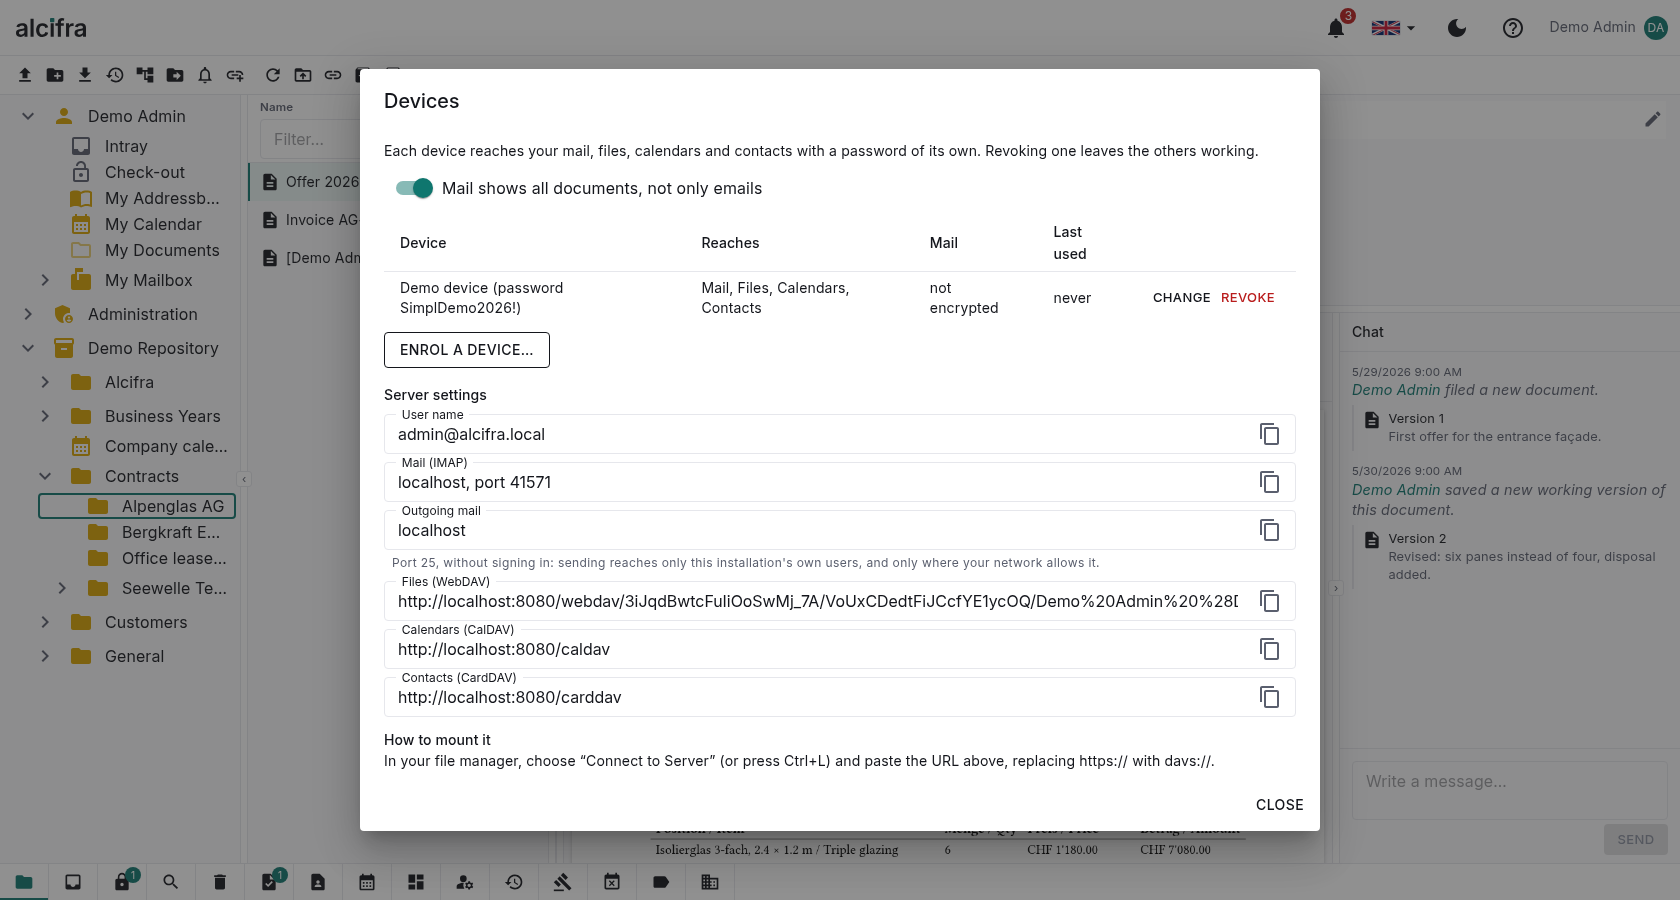 alcifra
3
Demo Admin
DA
Demo Admin
Intray
Check-out
My Addressb...
My Calendar
My Documents
My Mailbox
Administration
Demo Repository
Alcifra
Business Years
Company cale...
Contracts
Alpenglas AG
Bergkraft E...
Office lease...
Seewelle Te...
Customers
General
Name
Filter...
Offer 2026
Invoice AG
[Demo Adm
Devices
Each device reaches your mail, files, calendars and contacts with a password of its own. Revoking one leaves the others working.
Mail shows all documents, not only emails
Device Reaches Mail Last used
Demo device (password SimplDemo2026!) Mail, Files, Calendars, Contacts not encrypted never CHANGE REVOKE
ENROL A DEVICE...
Server settings
User name
admin@alcifra.local
Mail (IMAP)
localhost, port 41571
Outgoing mail
localhost
Port 25, without signing in: sending reaches only this installation's own users, and only where your network allows it.
Files (WebDAV)
http://localhost:8080/webdav/3iJqdBwtcFuIiOoSwMj_7A/VoUxCDedtFiJCcfYE1ycOQ/Demo%20Admin%20%28D
Calendars (CalDAV)
http://localhost:8080/caldav
Contacts (CardDAV)
http://localhost:8080/carddav
How to mount it
In your file manager, choose “Connect to Server” (or press Ctrl+L) and paste the URL above, replacing https:// with davs://.
CLOSE
Chat
5/29/2026 9:00 AM
Demo Admin filed a new document.
Version 1
First offer for the entrance façade.
5/30/2026 9:00 AM
Demo Admin saved a new working version of
this document.
Version 2
Revised: six panes instead of four, disposal
added.
Write a message...
SEND
Isolierglas 3-fach, 2.4 × 1.2 m / Triple glazing 6 CHF 1'180.00 CHF 7'080.00
1
1